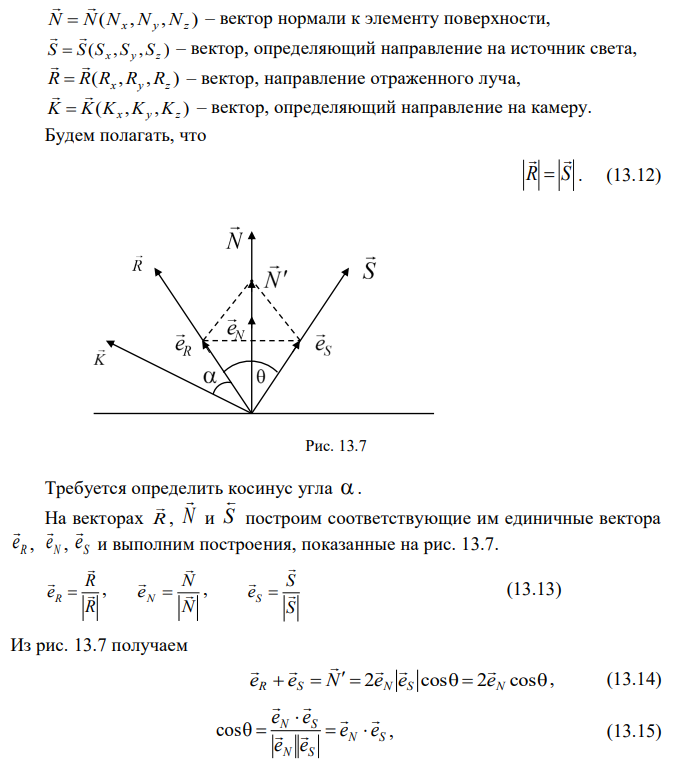 N⃗ = N⃗(Nₓ, N_y, N_z) – вектор нормали к элементу поверхности,
S⃗ = S⃗(Sₓ, S_y, S_z) – вектор, определяющий направление на источник света,
R⃗ = R⃗(Rₓ, R_y, R_z) – вектор, направление отраженного луча,
K⃗ = K⃗(Kₓ, K_y, K_z) – вектор, определяющий направление на камеру.
Будем полагать, что
|R⃗| = |S⃗|. (13.12)
N⃗
R⃗
N⃗′
S⃗
e⃗_N
e⃗_R
e⃗_S
K⃗
α
θ
Рис. 13.7
Требуется определить косинус угла α.
На векторах R⃗, N⃗ и S⃖ построим соответствующие им единичные вектора
e⃗_R, e⃗_N, e⃗_S и выполним построения, показанные на рис. 13.7.
e⃗_R = R⃗/|R⃗|, e⃗_N = N⃗/|N⃗|, e⃗_S = S⃗/|S⃗| (13.13)
Из рис. 13.7 получаем
e⃗_R + e⃗_S = N⃗′ = 2e⃗_N|e⃗_S|cosθ = 2e⃗_N cosθ, (13.14)
cosθ = (e⃗_N · e⃗_S)/(|e⃗_N||e⃗_S|) = e⃗_N · e⃗_S, (13.15)